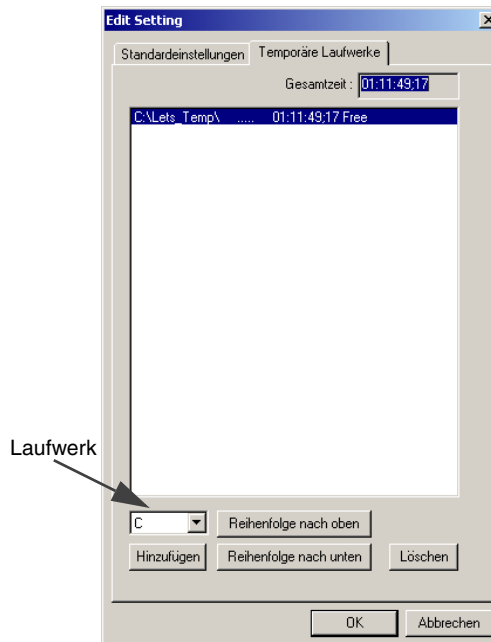 Edit Setting
Standardeinstellungen Temporäre Laufwerke
Gesamtzeit : 01:11:49;17
C:\Lets_Temp\ ..... 01:11:49;17 Free
Laufwerk
C Reihenfolge nach oben
Hinzufügen Reihenfolge nach unten Löschen
OK Abbrechen